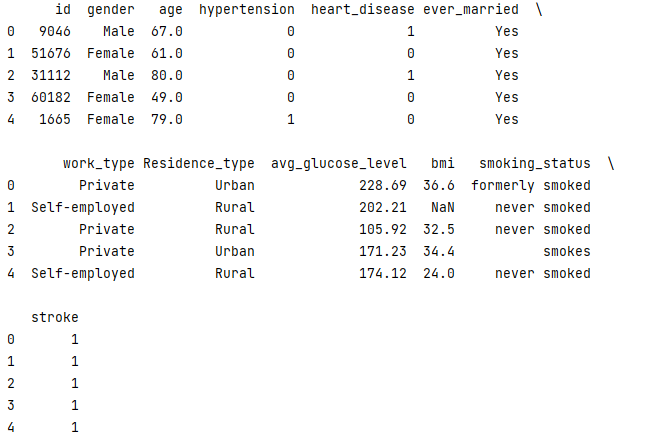 id gender age hypertension heart_disease ever_married \
0 9046 Male 67.0 0 1 Yes
1 51676 Female 61.0 0 0 Yes
2 31112 Male 80.0 0 1 Yes
3 60182 Female 49.0 0 0 Yes
4 1665 Female 79.0 1 0 Yes
work_type Residence_type avg_glucose_level bmi smoking_status \
0 Private Urban 228.69 36.6 formerly smoked
1 Self-employed Rural 202.21 NaN never smoked
2 Private Rural 105.92 32.5 never smoked
3 Private Urban 171.23 34.4 smokes
4 Self-employed Rural 174.12 24.0 never smoked
stroke
0 1
1 1
2 1
3 1
4 1